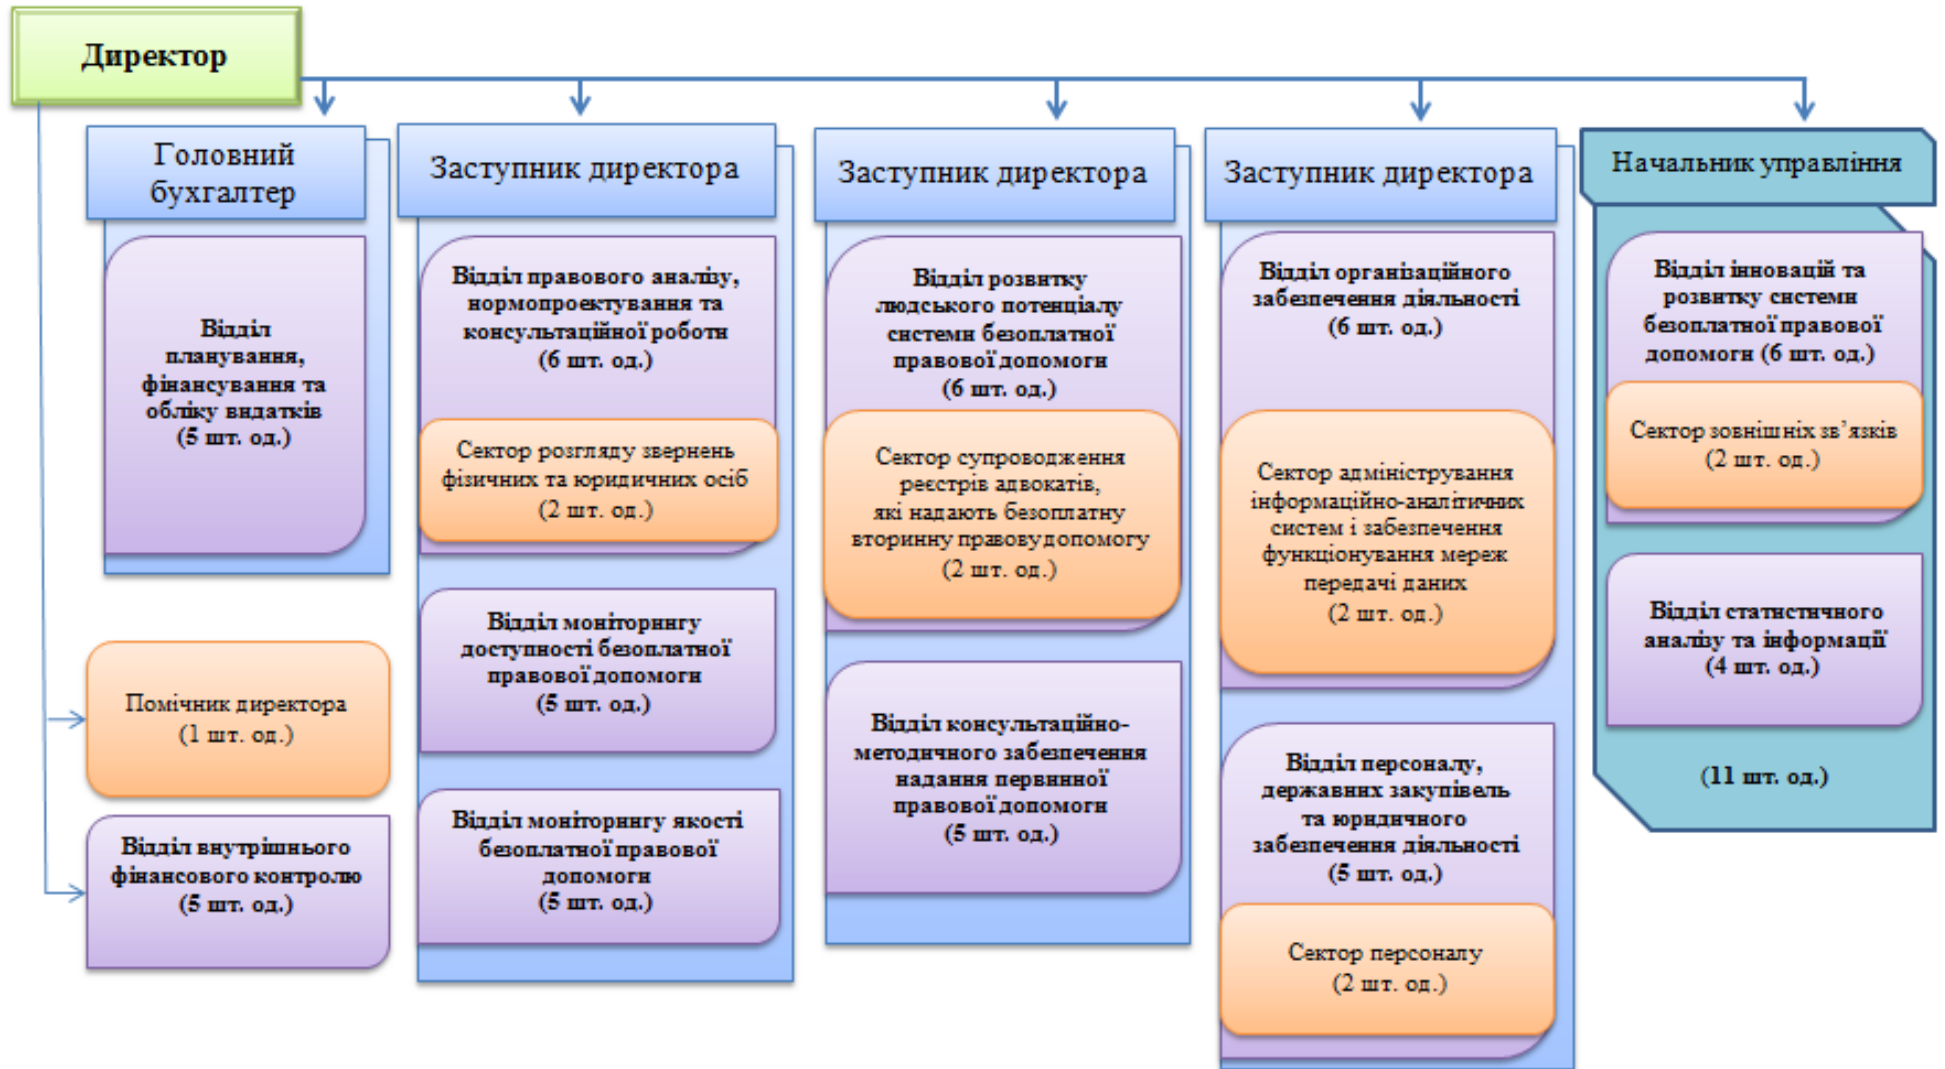 Директор
Головний
бухгалтер
Відділ
планування,
фінансування та
обліку видатків
(5 шт. од.)
Помічник директора
(1 шт. од.)
Відділ внутрішнього
фінансового контролю
(5 шт. од.)
Заступник директора
Відділ правового аналізу,
нормопроектування та
консультаційної роботи
(6 шт. од.)
Сектор розгляду звернень
фізичних та юридичних осіб
(2 шт. од.)
Відділ моніторингу
доступності безоплатної
правової допомоги
(5 шт. од.)
Відділ моніторингу якості
безоплатної правової
допомоги
(5 шт. од.)
Заступник директора
Відділ розвитку
людського потенціалу
системи безоплатної
правової допомоги
(6 шт. од.)
Сектор супроводження
реєстрів адвокатів,
які надають безоплатну
вторинну правову допомогу
(2 шт. од.)
Відділ консультаційно-
методичного забезпечення
надання первинної
правової допомоги
(5 шт. од.)
Заступник директора
Відділ організаційного
забезпечення діяльності
(6 шт. од.)
Сектор адміністрування
інформаційно-аналітичних
систем і забезпечення
функціонування мереж
передачі даних
(2 шт. од.)
Відділ персоналу,
державних закупівель
та юридичного
забезпечення діяльності
(5 шт. од.)
Сектор персоналу
(2 шт. од.)
Начальник управління
Відділ інновацій та
розвитку системи
безоплатної правової
допомоги (6 шт. од.)
Сектор зовнішніх зв’язків
(2 шт. од.)
Відділ статистичного
аналізу та інформації
(4 шт. од.)
(11 шт. од.)